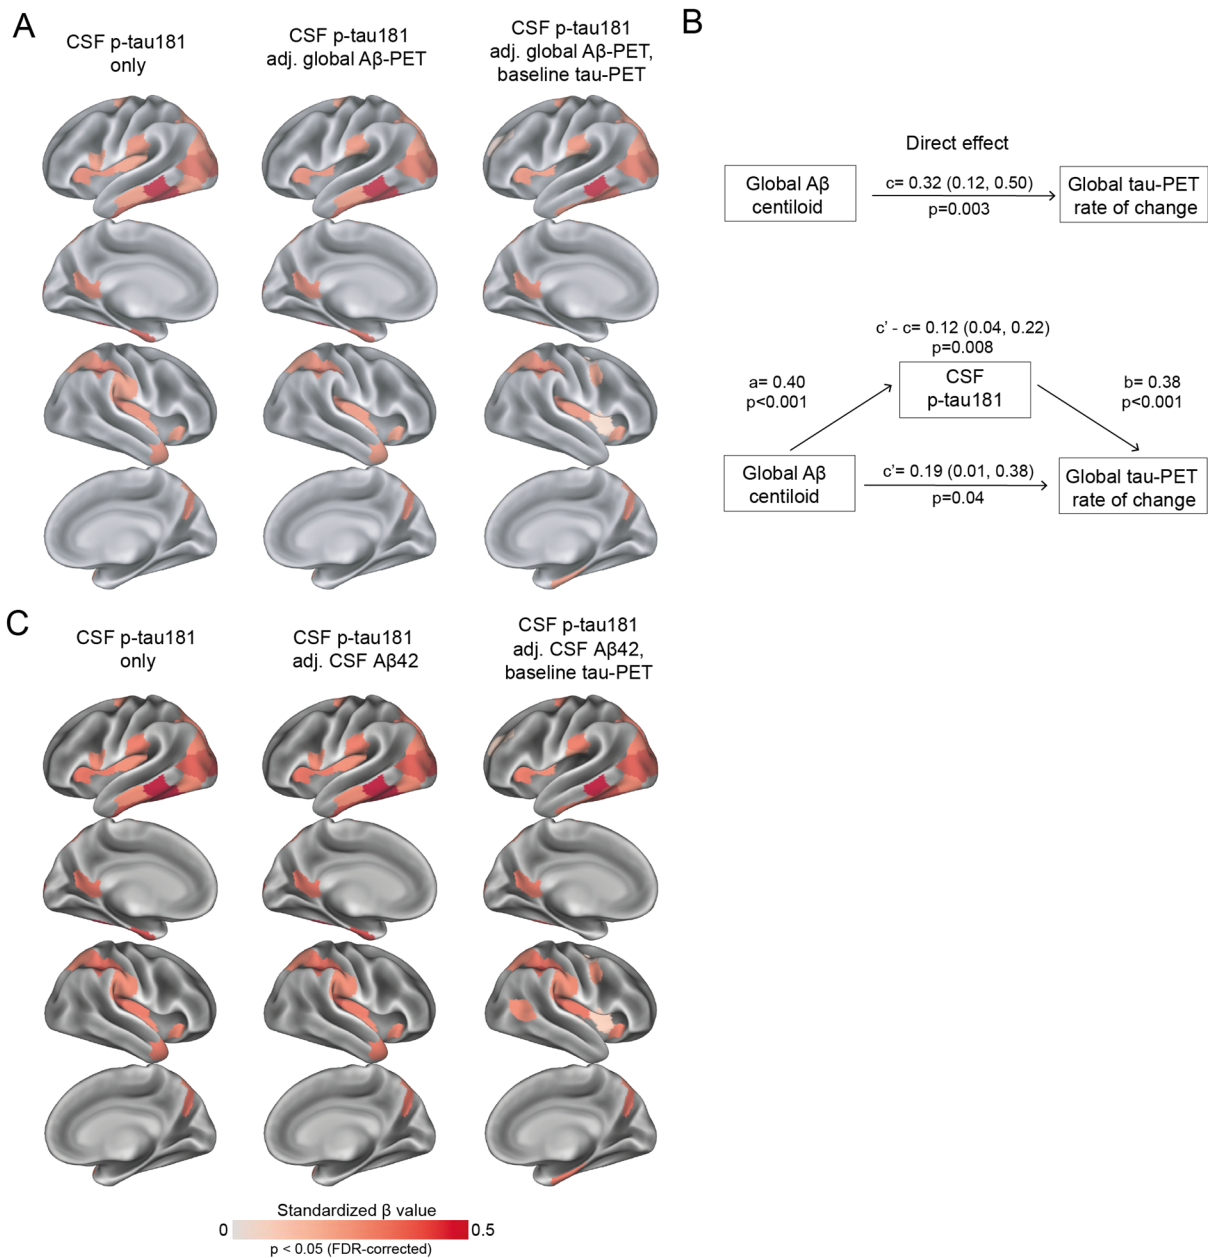 A
CSF p-tau181
only
CSF p-tau181
adj. global Aβ-PET
CSF p-tau181
adj. global Aβ-PET,
baseline tau-PET
B
Direct effect
Global Aβ
centiloid
c= 0.32 (0.12, 0.50)
p=0.003
Global tau-PET
rate of change
c' - c= 0.12 (0.04, 0.22)
p=0.008
a= 0.40
p<0.001
CSF
p-tau181
b= 0.38
p<0.001
Global Aβ
centiloid
c'= 0.19 (0.01, 0.38)
p=0.04
Global tau-PET
rate of change
C
CSF p-tau181
only
CSF p-tau181
adj. CSF Aβ42
CSF p-tau181
adj. CSF Aβ42,
baseline tau-PET
Standardized β value
0
0.5
p < 0.05 (FDR-corrected)